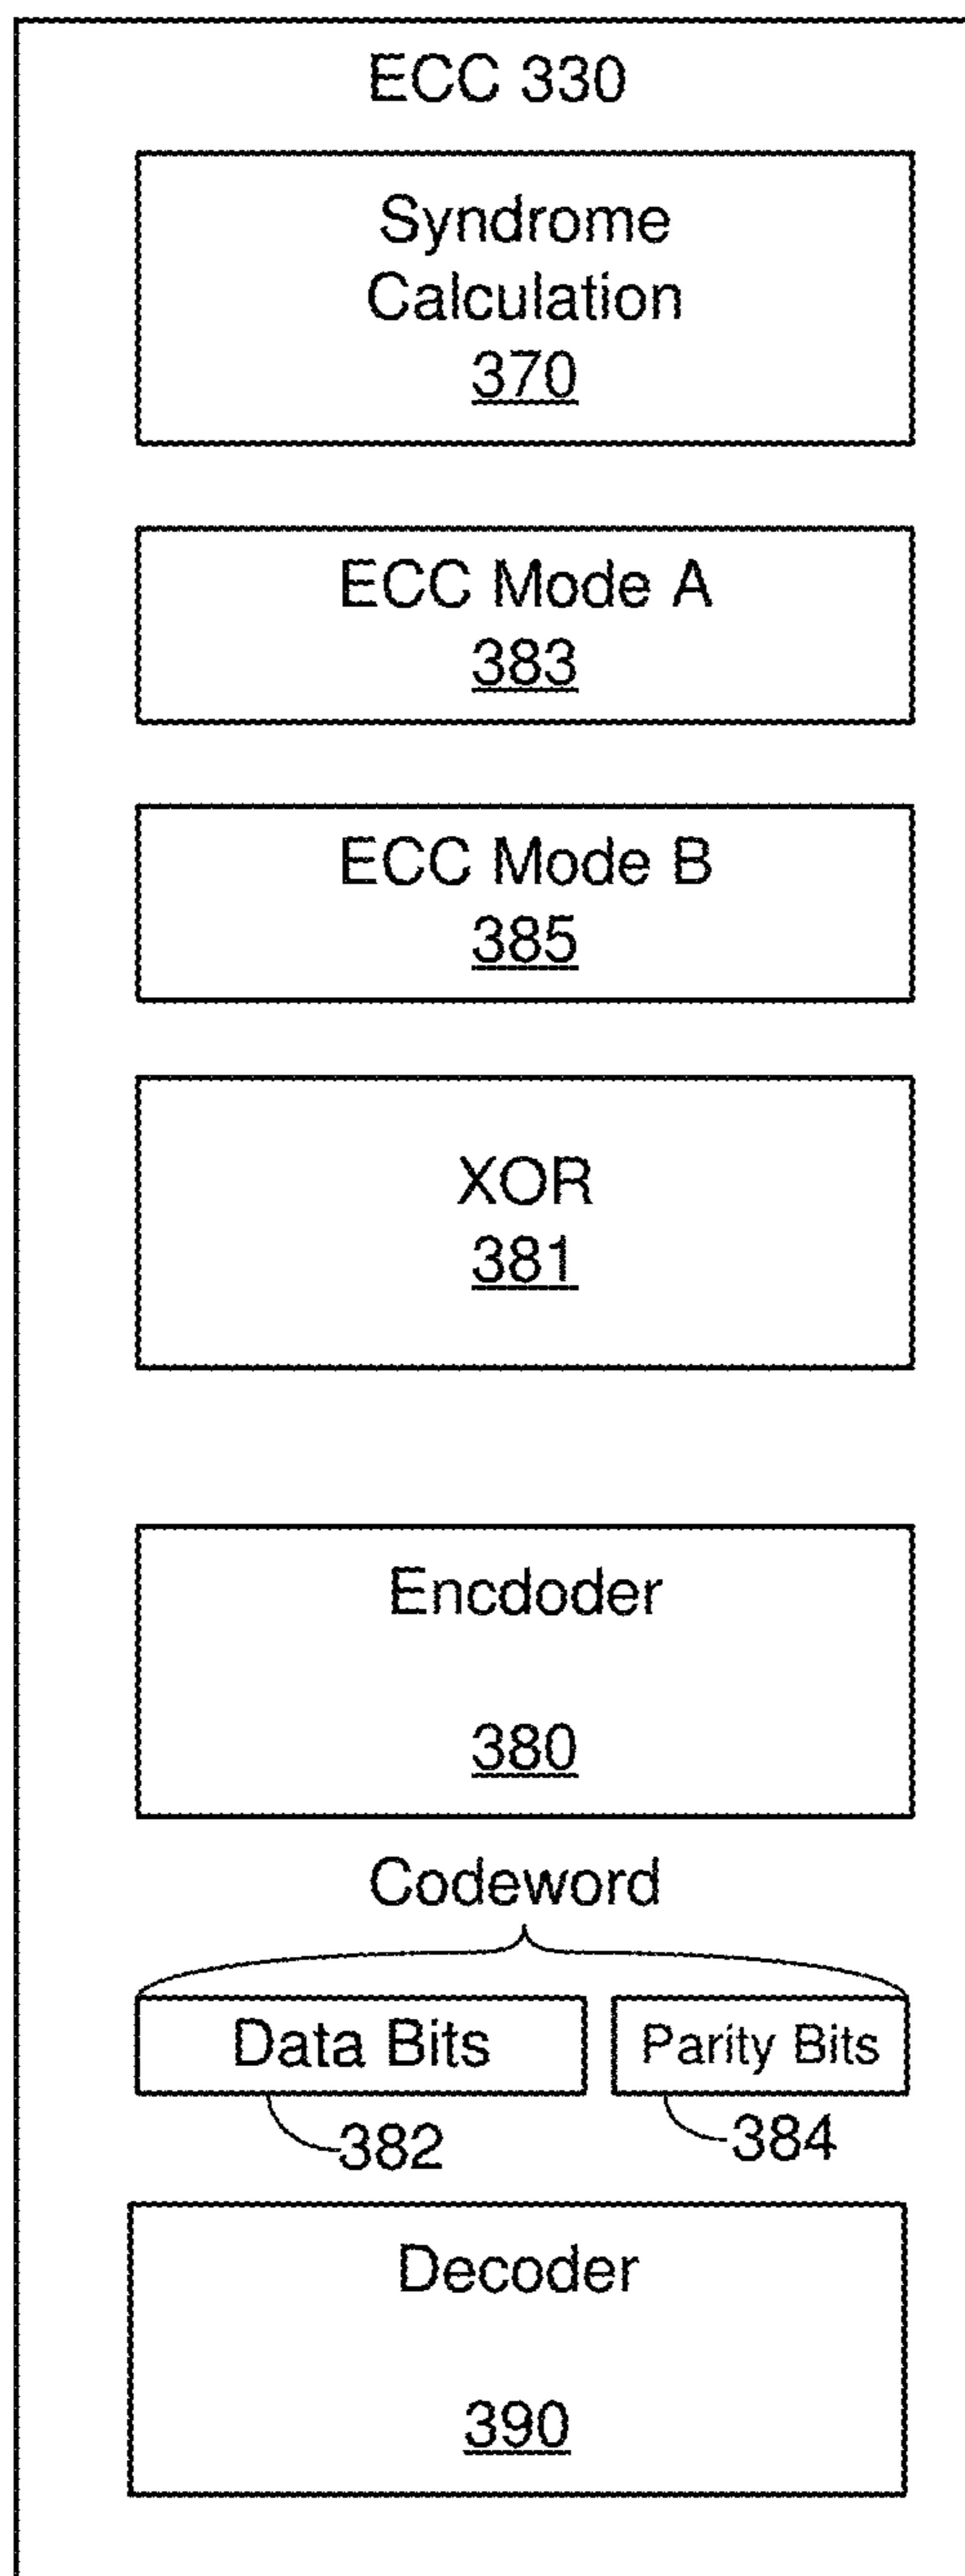 ECC 330
Syndrome
Calculation
370
ECC Mode A
383
ECC Mode B
385
XOR
381
Encdoder
380
Codeword
Data Bits
Parity Bits
382
384
Decoder
390